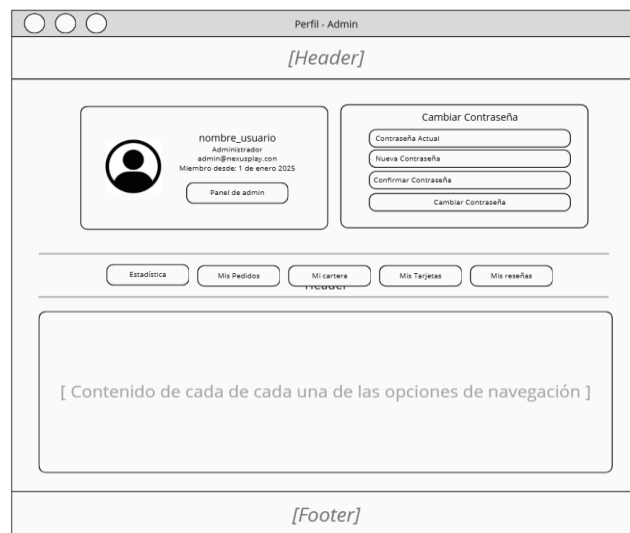 Perfil - Admin
[Header]
nombre_usuario
Administrador
admin@nexusplay.con
Miembro desde: 1 de enero 2025
Panel de admin
Cambiar Contraseña
Contraseña Actual
Nueva Contraseña
Confirmar Contraseña
Cambiar Contraseña
Estadística
Mis Pedidos
Mi cartera
Mis Tarjetas
Mis reseñas
Header
[ Contenido de cada de cada una de las opciones de navegación ]
[Footer]